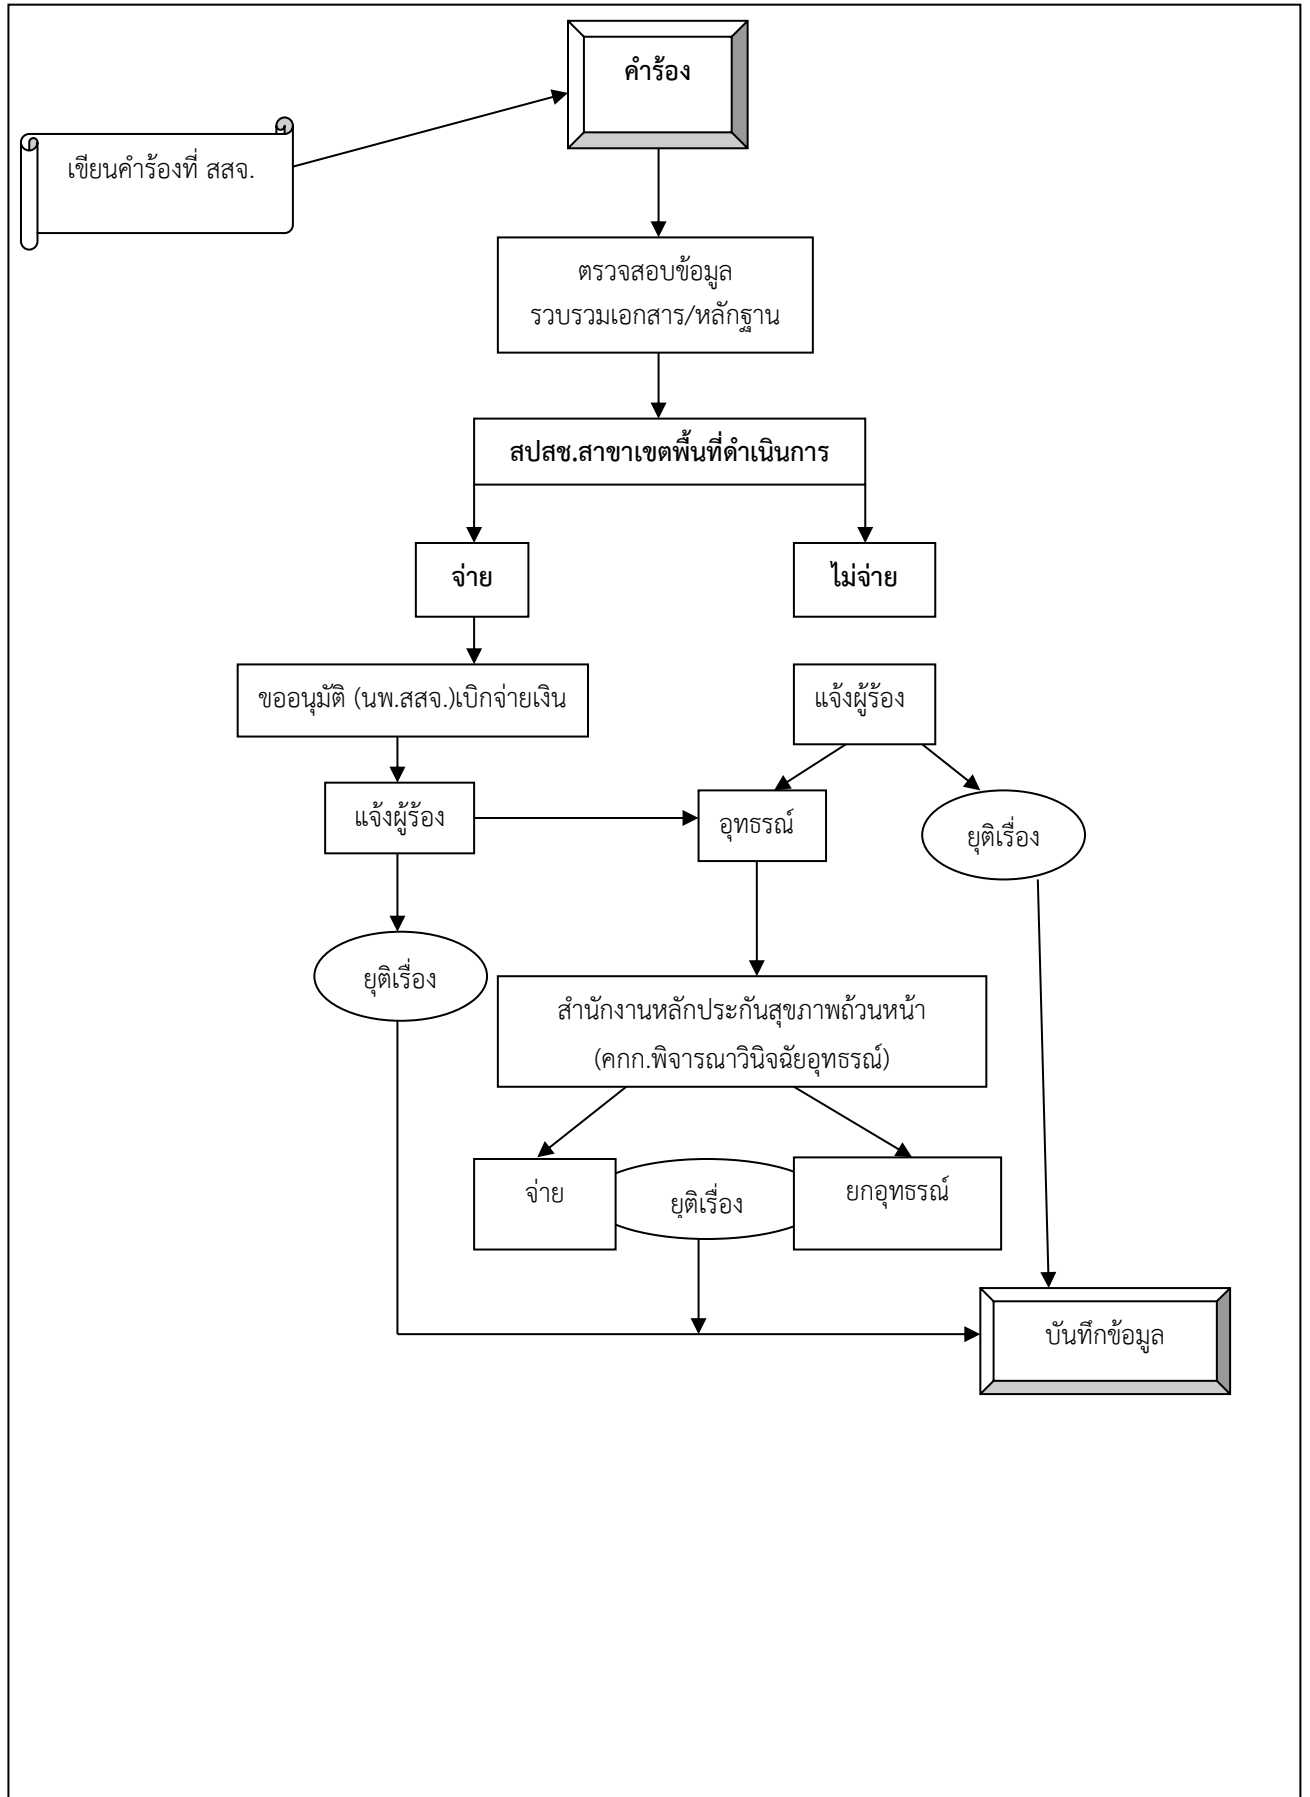 คำร้อง
เขียนคำร้องที่ สสจ.
ตรวจสอบข้อมูล
รวบรวมเอกสาร/หลักฐาน
สปสช.สาขาเขตพื้นที่ดำเนินการ
จ่าย
ไม่จ่าย
ขออนุมัติ (นพ.สสจ.)เบิกจ่ายเงิน
แจ้งผู้ร้อง
แจ้งผู้ร้อง
อุทธรณ์
ยุติเรื่อง
ยุติเรื่อง
สำนักงานหลักประกันสุขภาพถ้วนหน้า
(คกก.พิจารณาวินิจฉัยอุทธรณ์)
จ่าย
ยุติเรื่อง
ยกอุทธรณ์
บันทึกข้อมูล